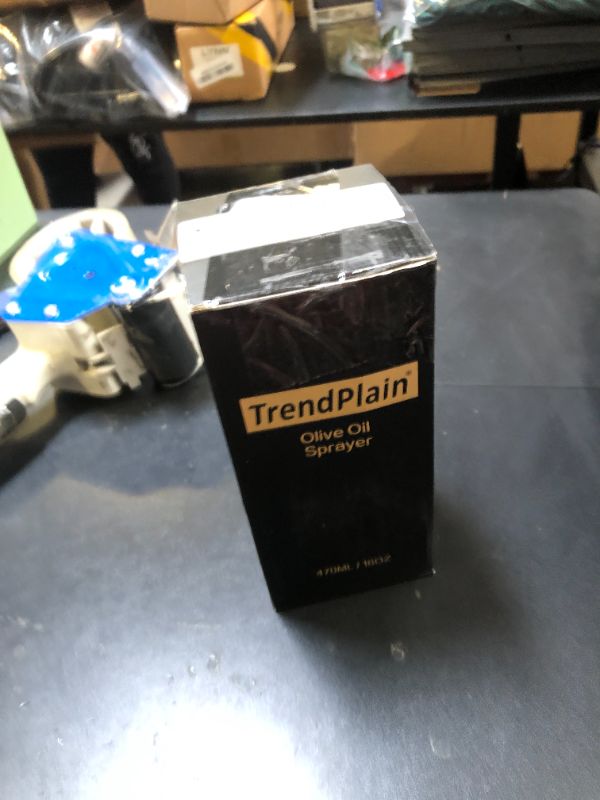 TrendPlain®
Olive Oil
Sprayer
470ML / 16OZ